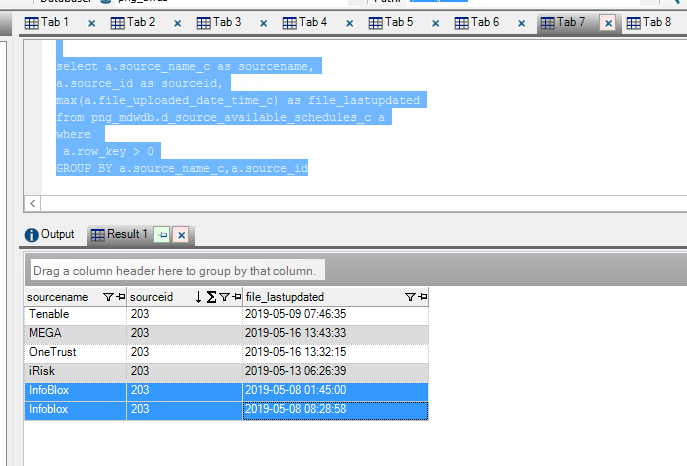 Tab 1 Tab 2 Tab 3 Tab 4 Tab 5 Tab 6 Tab 7 Tab 8
select a.source_name_c as sourcename,
a.source_id as sourceid,
max(a.file_uploaded_date_time_c) as file_lastupdated
from png_mdwdb.d_source_available_schedules_c a
where
a.row_key > 0
GROUP BY a.source_name_c,a.source_id
Output Result 1
Drag a column header here to group by that column.
sourcename sourceid file_lastupdated
Tenable 203 2019-05-09 07:46:35
MEGA 203 2019-05-16 13:43:33
OneTrust 203 2019-05-16 13:32:15
iRisk 203 2019-05-13 06:26:39
InfoBlox 203 2019-05-08 01:45:00
Infoblox 203 2019-05-08 08:28:58